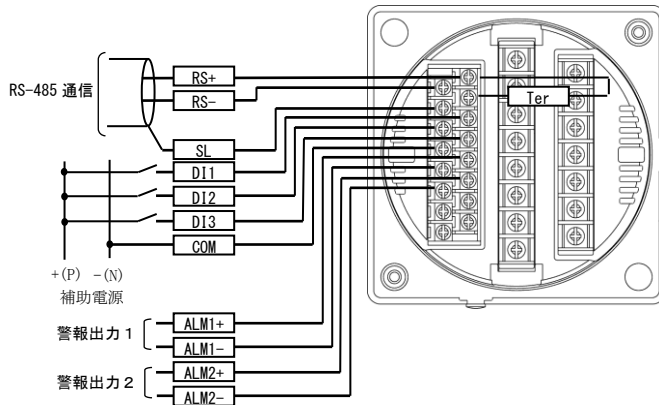 RS-485 通信
RS+
RS-
Ter
SL
DI1
DI2
DI3
COM
+(P) -(N)
補助電源
警報出力1
ALM1+
ALM1-
警報出力2
ALM2+
ALM2-